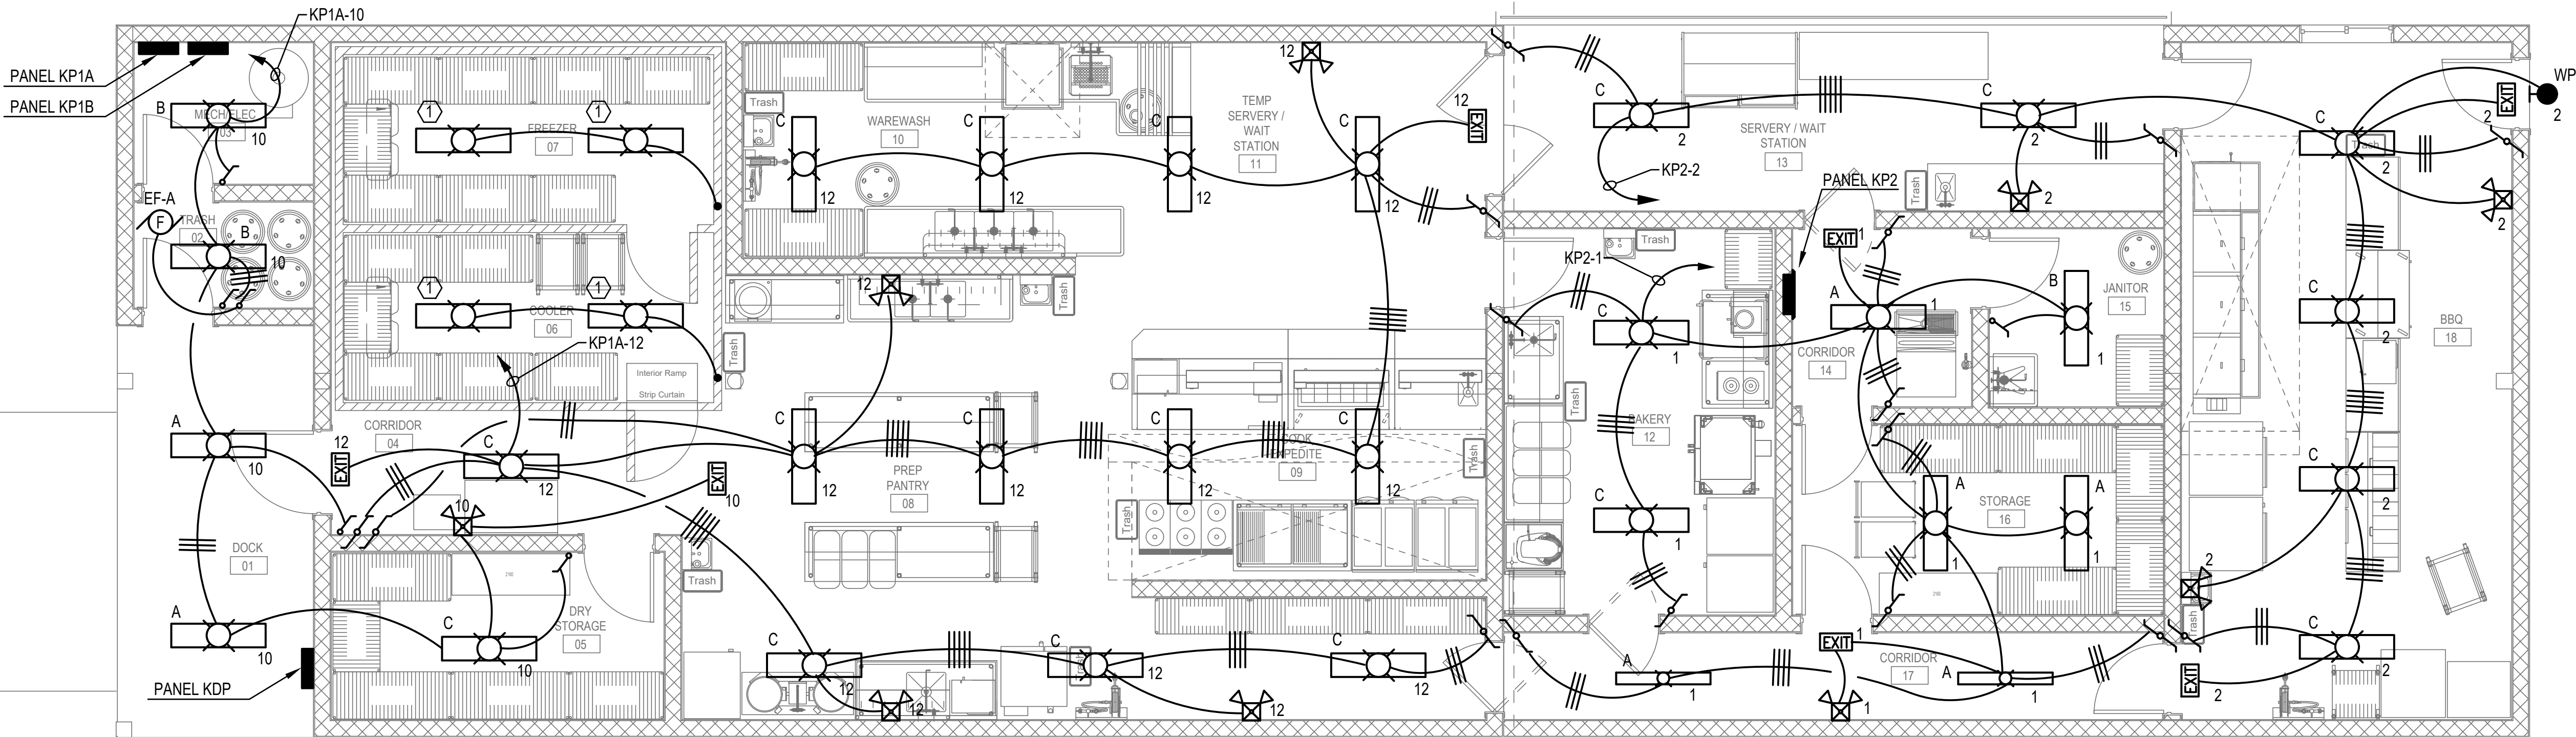 KP1A-10
PANEL KP1A
PANEL KP1B
B
MECH/ELEC
03
10
EF-A
F
TRASH
02
B
10
1
1
FREEZER
07
1
1
COOLER
06
KP1A-12
Interior Ramp
Strip Curtain
Trash
WAREWASH
10
C
12
C
12
C
12
C
12
TEMP
SERVERY /
WAIT
STATION
11
12
12
EXIT
12
Trash
Trash
A
10
CORRIDOR
04
12
EXIT
C
12
EXIT
10
10
DOCK
01
A
10
PANEL KDP
C
10
DRY
STORAGE
05
Trash
C
12
C
12
PREP
PANTRY
08
C
12
C
12
COOK
EXPEDITE
09
Trash
Trash
C
12
12
C
12
12
C
12
C
2
KP2-2
SERVERY / WAIT
STATION
13
C
2
2
Trash
PANEL KP2
Trash
KP2-1
C
1
BAKERY
12
Trash
C
1
EXIT
1
A
1
CORRIDOR
14
B
1
JANITOR
15
A
1
A
1
STORAGE
16
A
1
EXIT
1
1
CORRIDOR
17
A
1
C
2
Trash
EXIT
2
WP
2
2
C
2
BBQ
18
C
2
2
Trash
C
2
EXIT
2